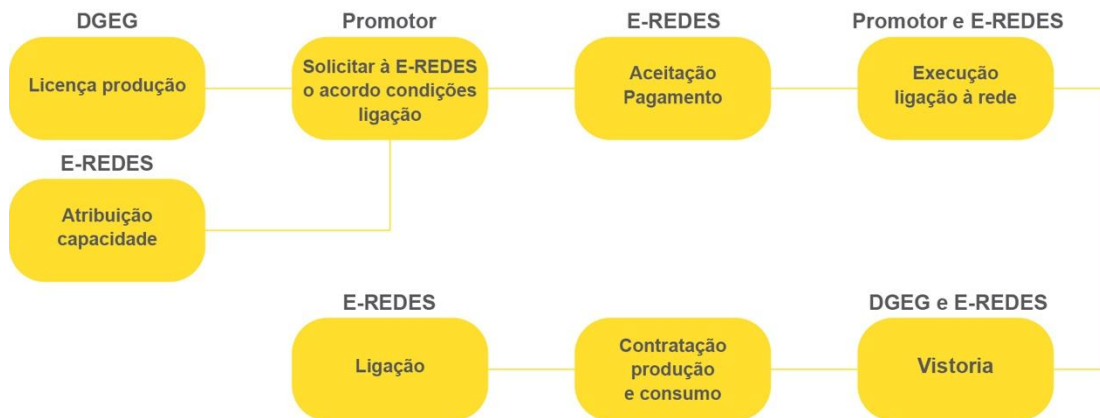 DGEG
Licença produção
Promotor
Solicitar à E-REDES
o acordo condições
ligação
E-REDES
Aceitação
Pagamento
Promotor e E-REDES
Execução
ligação à rede
E-REDES
Atribuição
capacidade
E-REDES
Ligação
Contratação
produção
e consumo
DGEG e E-REDES
Vistoria